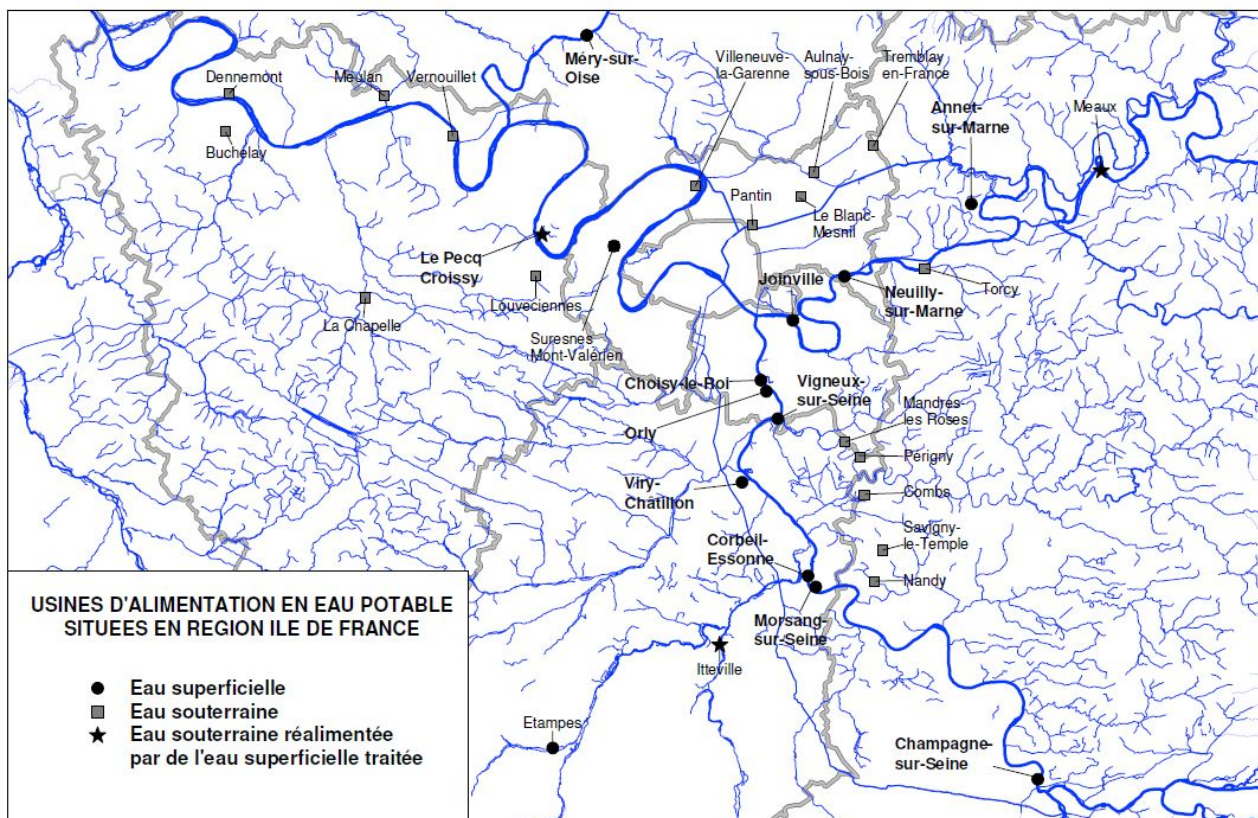 Méry-sur-
Oise
Villeneuve-
la-Garenne
Aulnay-
sous-Bois
Tremblay
en-France
Dennemont
Meulan
Vernouillet
Annet-
sur-Marne
Meaux
Buchelay
Pantin
Le Blanc-
Mesnil
Le Pecq
Croissy
Louveciennes
Joinville
Neuilly-
sur-Marne
Torcy
La Chapelle
Suresnes
Mont-Valérien
Choisy-le-Roi
Vigneux-
sur-Seine
Mandres-
les Roses
Orly
Périgny
Viry-
Châtillon
Combs
Savigny-
le-Temple
Corbeil-
Essonne
Nandy
Morsang-
sur-Seine
Itteville
Etampes
Champagne-
sur-Seine
USINES D'ALIMENTATION EN EAU POTABLE
SITUEES EN REGION ILE DE FRANCE
Eau superficielle
Eau souterraine
Eau souterraine réalimentée
par de l'eau superficielle traitée